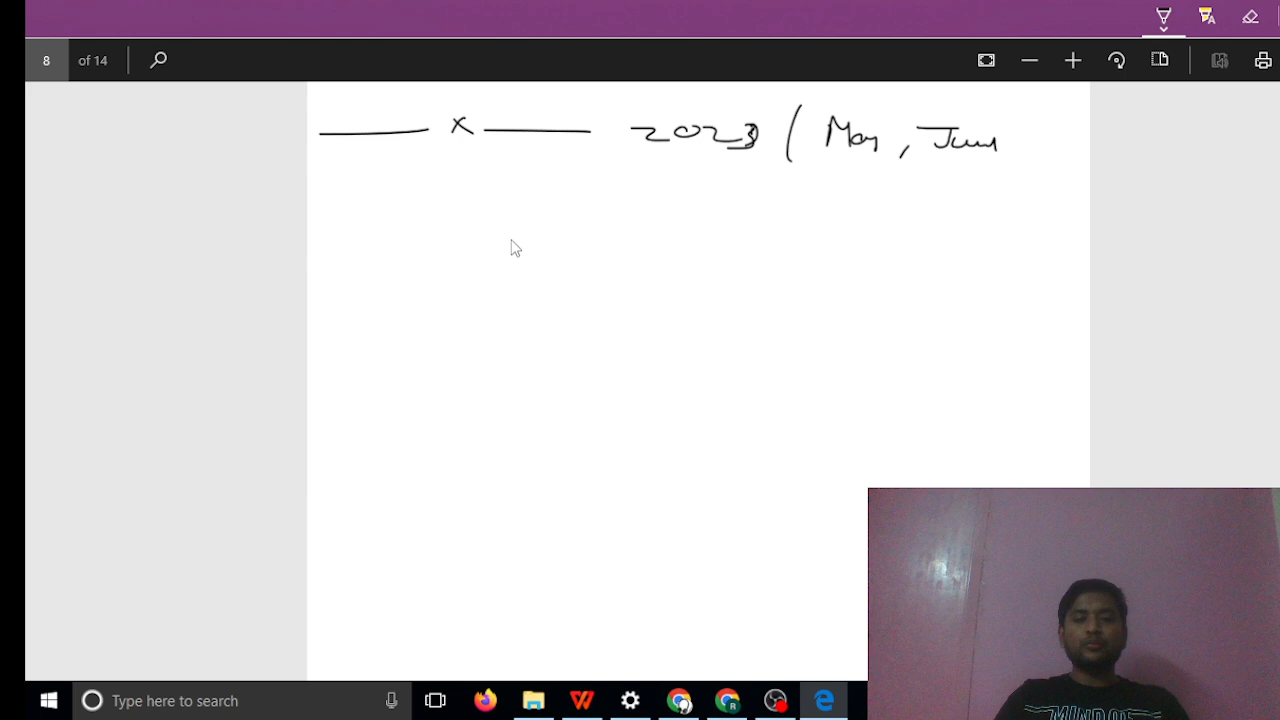 8 of 14
—— x —— 2023 ( May , June
Type here to search